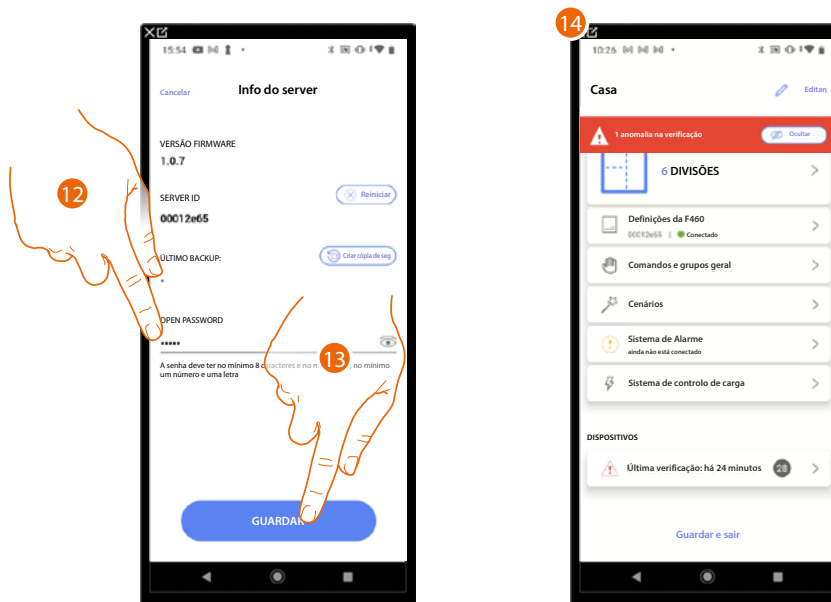 15:54
Cancelar
Info do server
VERSÃO FIRMWARE
1.0.7
SERVER ID
Reiniciar
00012e65
ÚLTIMO BACKUP:
Criar cópia de seg
-
OPEN PASSWORD
•••••
A senha deve ter no mínimo 8 caracteres e no m , no mínimo
um número e uma letra
GUARDAR
12
13
14
10:26
Casa
Editan
1 anomalia na verificação
Ocultar
6 DIVISÕES
Definições da F460
00012e65 | Conectado
Comandos e grupos geral
Cenários
Sistema de Alarme
ainda não está conectado
Sistema de controlo de carga
DISPOSITIVOS
Última verificação: há 24 minutos
28
Guardar e sair